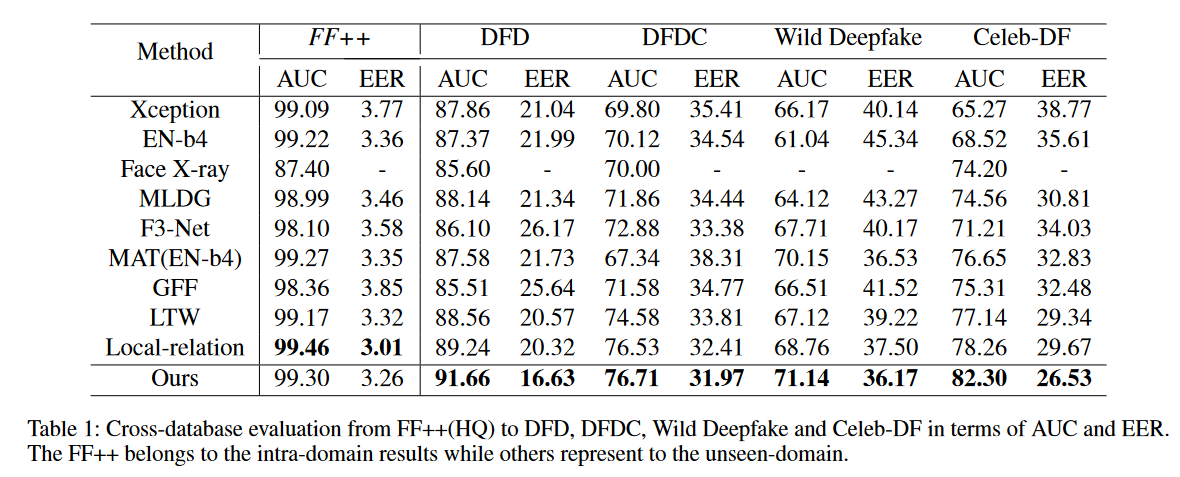 Method FF++ DFD DFDC Wild Deepfake Celeb-DF
AUC EER AUC EER AUC EER AUC EER AUC EER
Xception 99.09 3.77 87.86 21.04 69.80 35.41 66.17 40.14 65.27 38.77
EN-b4 99.22 3.36 87.37 21.99 70.12 34.54 61.04 45.34 68.52 35.61
Face X-ray 87.40 - 85.60 - 70.00 - - - 74.20 -
MLDG 98.99 3.46 88.14 21.34 71.86 34.44 64.12 43.27 74.56 30.81
F3-Net 98.10 3.58 86.10 26.17 72.88 33.38 67.71 40.17 71.21 34.03
MAT(EN-b4) 99.27 3.35 87.58 21.73 67.34 38.31 70.15 36.53 76.65 32.83
GFF 98.36 3.85 85.51 25.64 71.58 34.77 66.51 41.52 75.31 32.48
LTW 99.17 3.32 88.56 20.57 74.58 33.81 67.12 39.22 77.14 29.34
Local-relation 99.46 3.01 89.24 20.32 76.53 32.41 68.76 37.50 78.26 29.67
Ours 99.30 3.26 91.66 16.63 76.71 31.97 71.14 36.17 82.30 26.53
Table 1: Cross-database evaluation from FF++(HQ) to DFD, DFDC, Wild Deepfake and Celeb-DF in terms of AUC and EER.
The FF++ belongs to the intra-domain results while others represent to the unseen-domain.